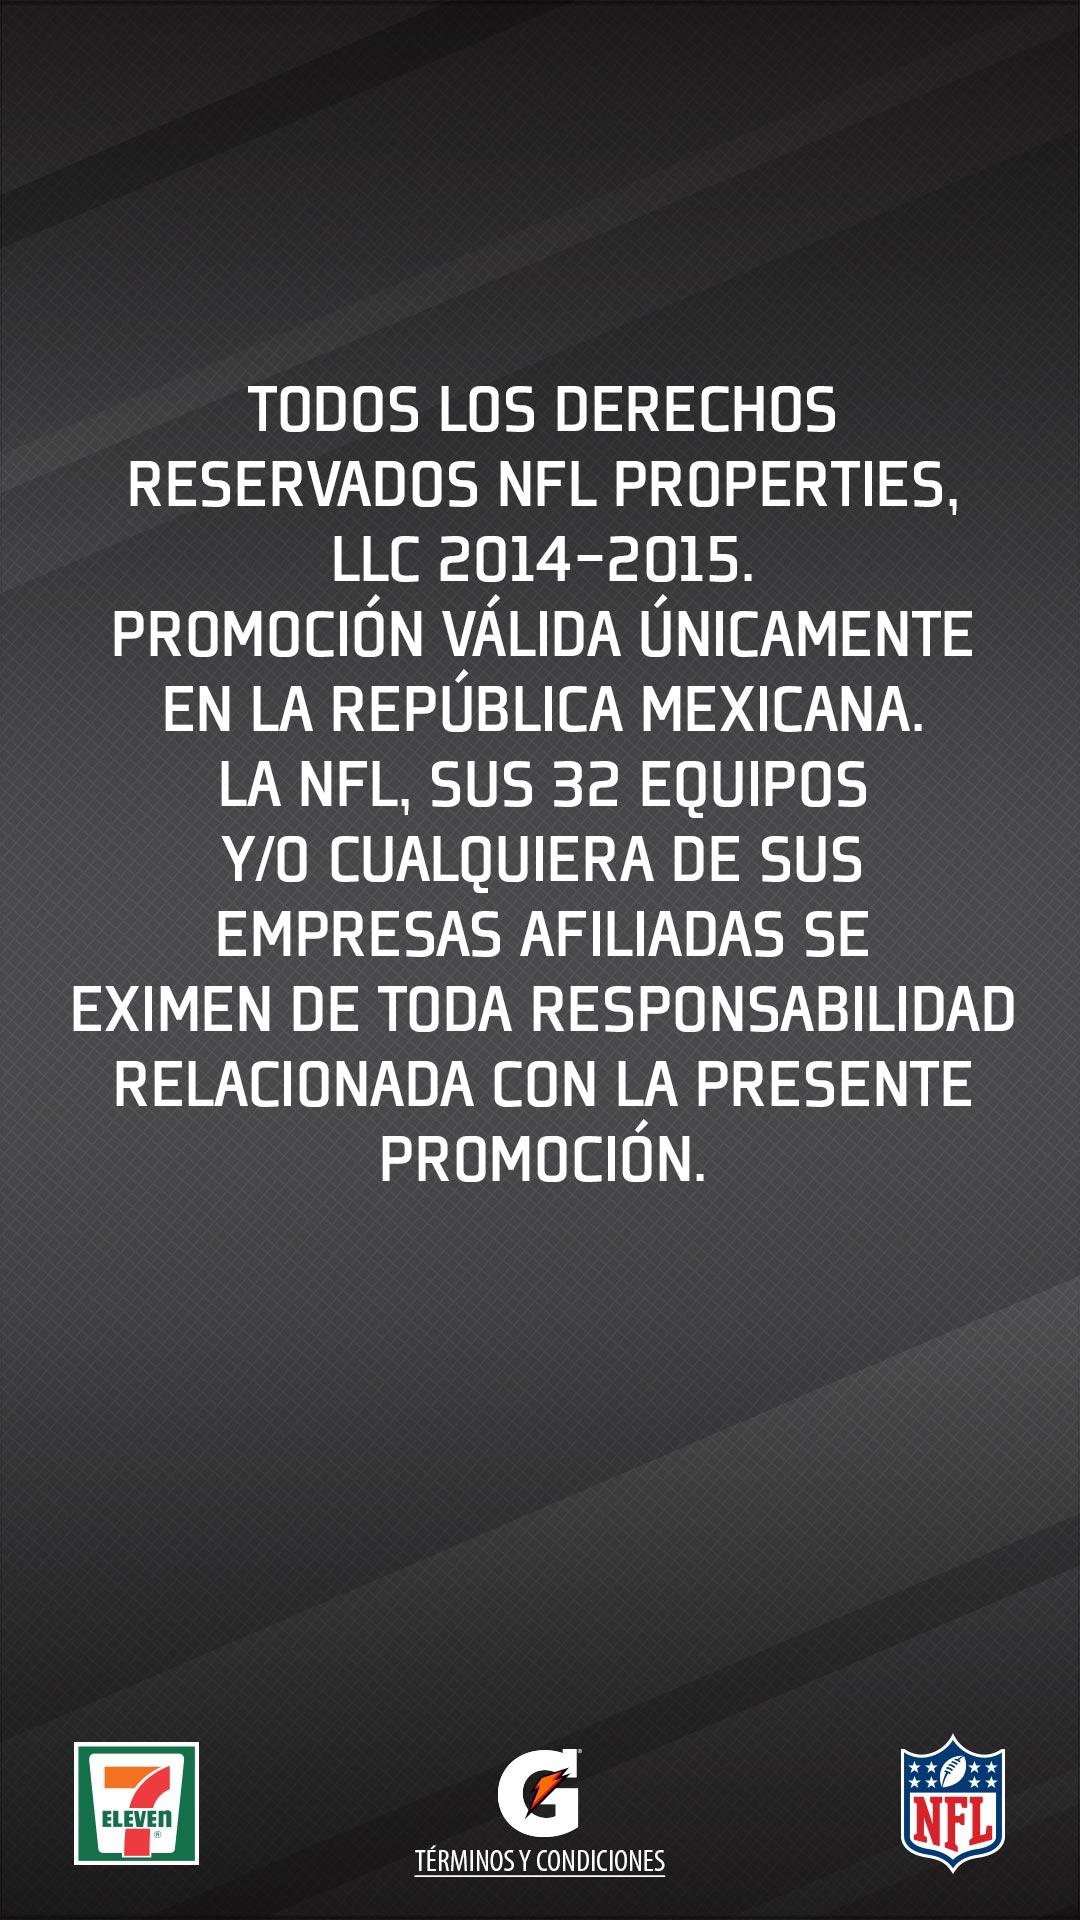 TODOS LOS DERECHOS
RESERVADOS NFL PROPERTIES,
LLC 2014-2015.
PROMOCIÓN VÁLIDA ÚNICAMENTE
EN LA REPÚBLICA MEXICANA.
LA NFL, SUS 32 EQUIPOS
Y/O CUALQUIERA DE SUS
EMPRESAS AFILIADAS SE
EXIMEN DE TODA RESPONSABILIDAD
RELACIONADA CON LA PRESENTE
PROMOCIÓN.
7
ELEVEn
®
G
NFL
TÉRMINOS Y CONDICIONES